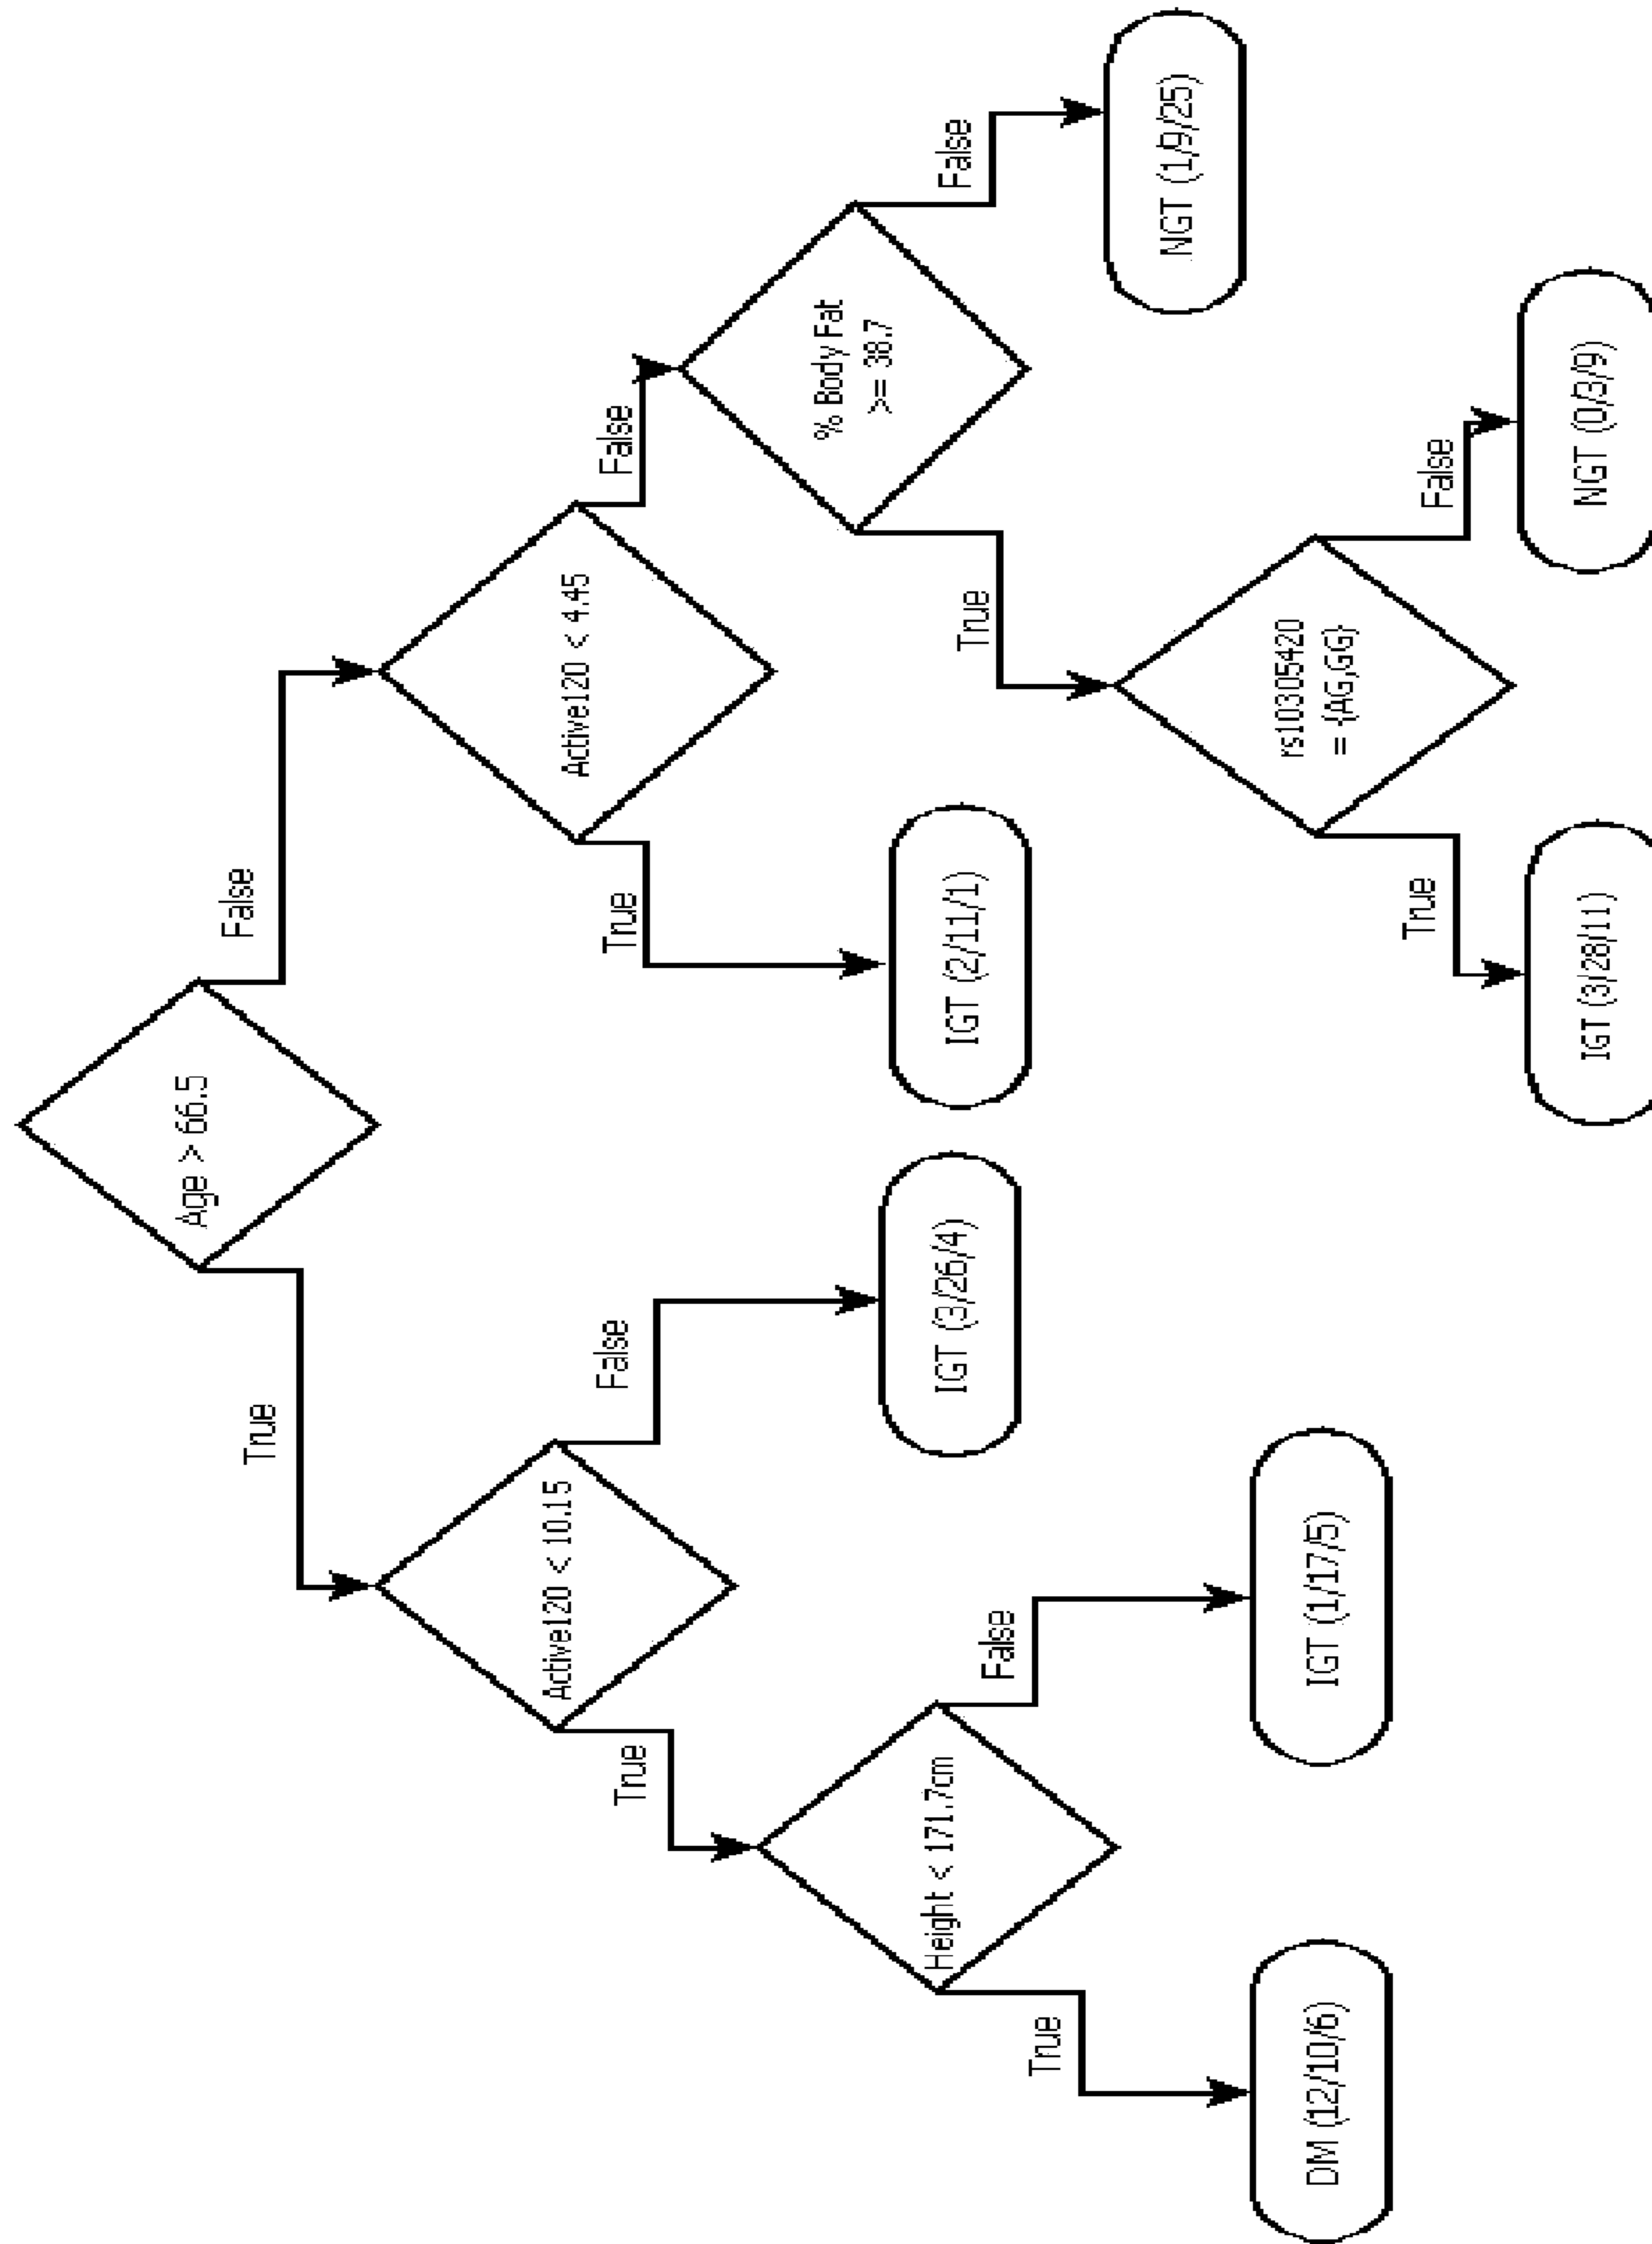 Age > 66.5
True
False
Active120 < 10.15
Active120 < 4.45
True
False
True
False
Height < 171.7cm
IGT (3/26/4)
IGT (2/11/1)
% Body Fat
>= 38.7
True
False
True
False
DM (12/10/6)
IGT (1/17/5)
rs10305420
= {AG,GG}
NGT (1/9/25)
True
False
IGT (3/28/11)
NGT (0/3/9)